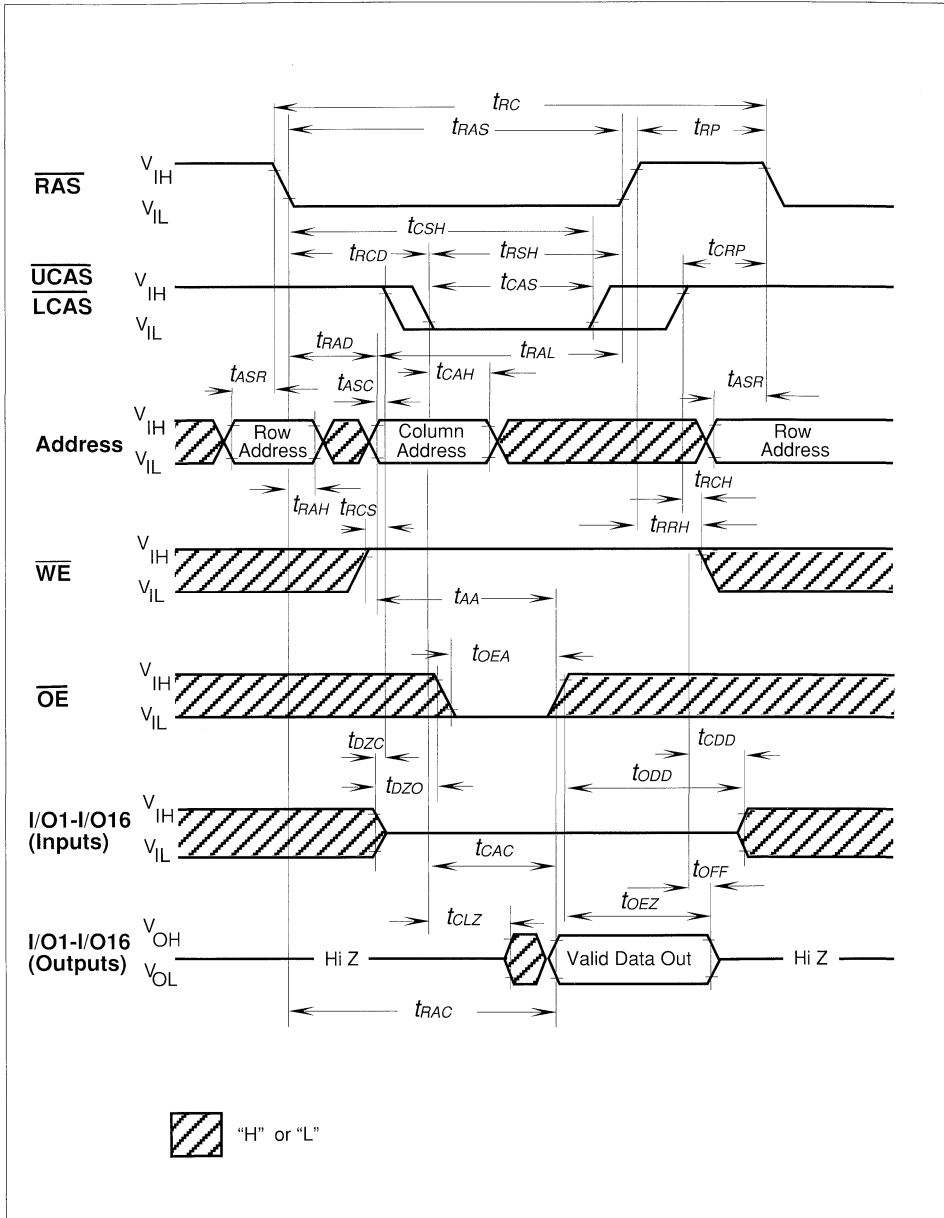 tRC
tRAS
tRP
RAS
VIH
VIL
tCSH
tRCD
tRSH
tCRP
UCAS
LCAS
VIH
VIL
tCAS
tRAD
tRAL
tASR
tASC
tCAH
tASR
Address
VIH
VIL
Row
Address
Column
Address
Row
Address
tRAH
tRCS
tRCH
tRRH
WE
VIH
VIL
tAA
tOEA
OE
VIH
VIL
tDZC
tCDD
tDZO
tODD
I/O1-I/O16
(Inputs)
VIH
VIL
tCAC
tOFF
tCLZ
tOEZ
I/O1-I/O16
(Outputs)
VOH
VOL
Hi Z
Valid Data Out
Hi Z
tRAC
"H" or "L"